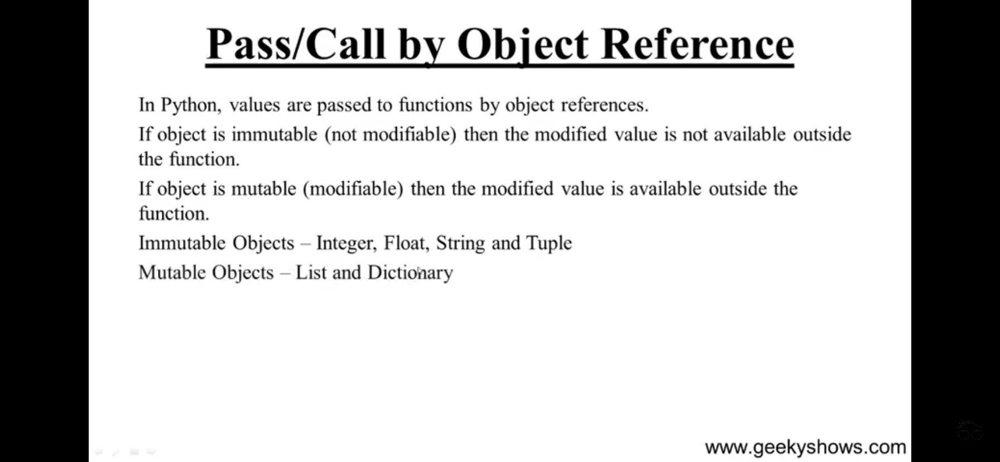 Pass/Call by Object Reference
In Python, values are passed to functions by object references.
If object is immutable (not modifiable) then the modified value is not available outside
the function.
If object is mutable (modifiable) then the modified value is available outside the
function.
Immutable Objects – Integer, Float, String and Tuple
Mutable Objects – List and Dictionary
www.geekyshows.com